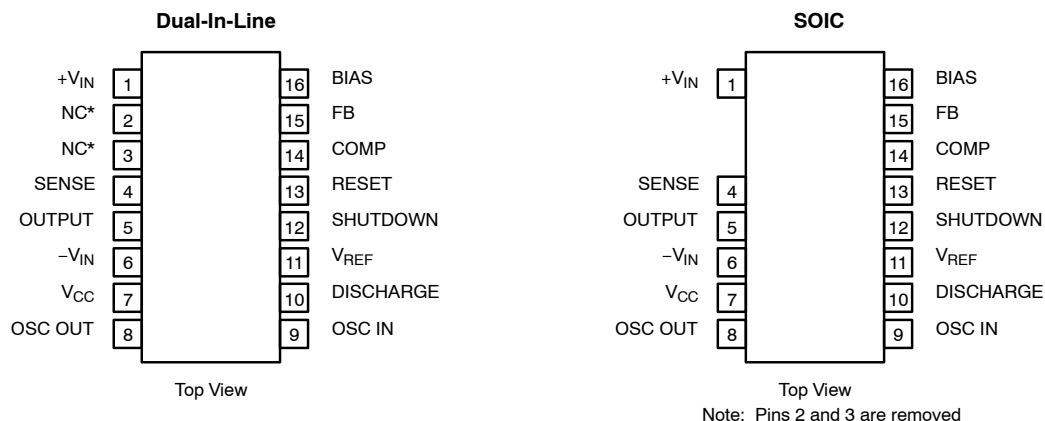 Dual-In-Line
+VIN 1 16 BIAS
NC* 2 15 FB
NC* 3 14 COMP
SENSE 4 13 RESET
OUTPUT 5 12 SHUTDOWN
−VIN 6 11 VREF
VCC 7 10 DISCHARGE
OSC OUT 8 9 OSC IN
Top View
SOIC
+VIN 1 16 BIAS
15 FB
14 COMP
SENSE 4 13 RESET
OUTPUT 5 12 SHUTDOWN
−VIN 6 11 VREF
VCC 7 10 DISCHARGE
OSC OUT 8 9 OSC IN
Top View
Note: Pins 2 and 3 are removed